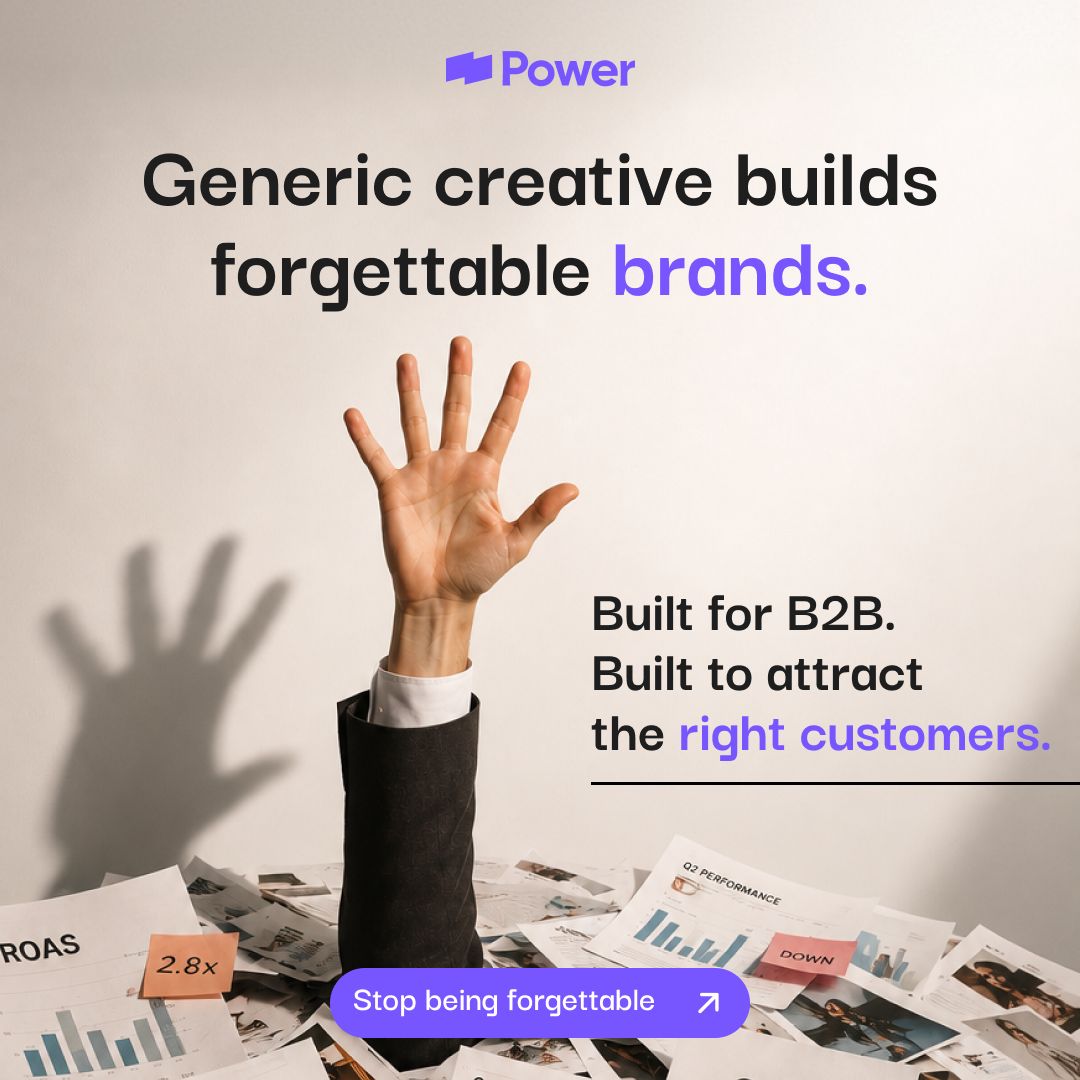 Power
Generic creative builds
forgettable brands.
Built for B2B.
Built to attract
the right customers.
Q2 PERFORMANCE
ROAS
2.8x
DOWN
Stop being forgettable